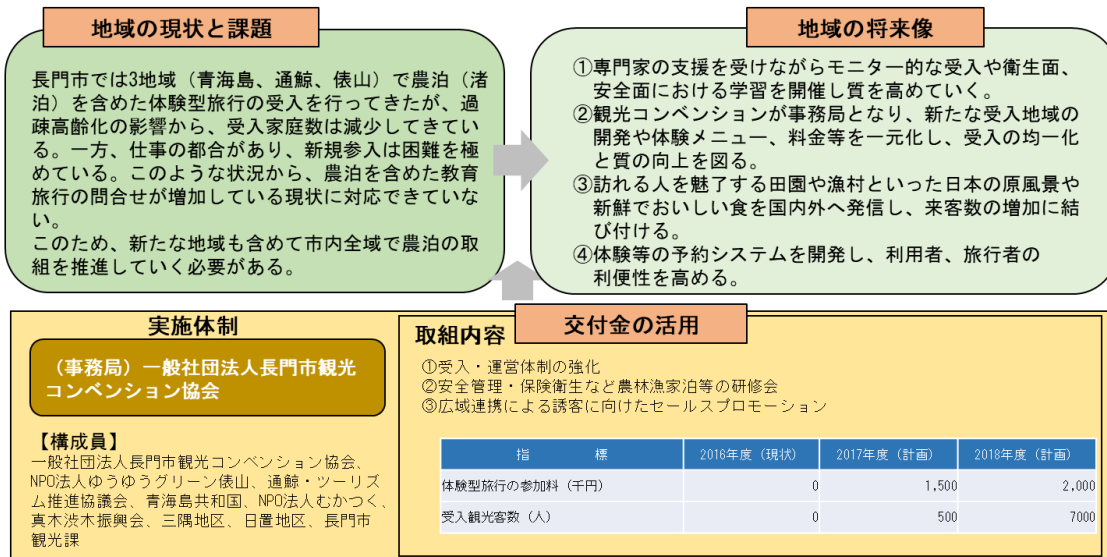 地域の現状と課題
長門市では3地域（青海島、通鯨、俵山）で農泊（渚
泊）を含めた体験型旅行の受入を行ってきたが、過
疎高齢化の影響から、受入家庭数は減少してきてい
る。一方、仕事の都合があり、新規参入は困難を極
めている。このような状況から、農泊を含めた教育
旅行の問合せが増加している現状に対応できていな
い。
このため、新たな地域も含めて市内全域で農泊の取
組を推進していく必要がある。
地域の将来像
①専門家の支援を受けながらモニター的な受入や衛生面、
安全面における学習を開催し質を高めていく。
②観光コンベンションが事務局となり、新たな受入地域の
開発や体験メニュー、料金等を一元化し、受入の均一化
と質の向上を図る。
③訪れる人を魅了する田園や漁村といった日本の原風景や
新鮮でおいしい食を国内外へ発信し、来客数の増加に結
び付ける。
④体験等の予約システムを開発し、利用者、旅行者の
利便性を高める。
実施体制
（事務局）一般社団法人長門市観光
コンベンション協会
【構成員】
一般社団法人長門市観光コンベンション協会、
NPO法人ゆうゆうグリーン俵山、通鯨・ツーリズ
ム推進協議会、青海島共和国、NPO法人むかつく、
真木渋木振興会、三隅地区、日置地区、長門市
観光課
交付金の活用
取組内容
①受入・運営体制の強化
②安全管理・保険衛生など農林漁家泊等の研修会
③広域連携による誘客に向けたセールスプロモーション
指 標 2016年度（現状） 2017年度（計画） 2018年度（計画）
体験型旅行の参加料（千円） 0 1,500 2,000
受入観光客数（人） 0 500 7000